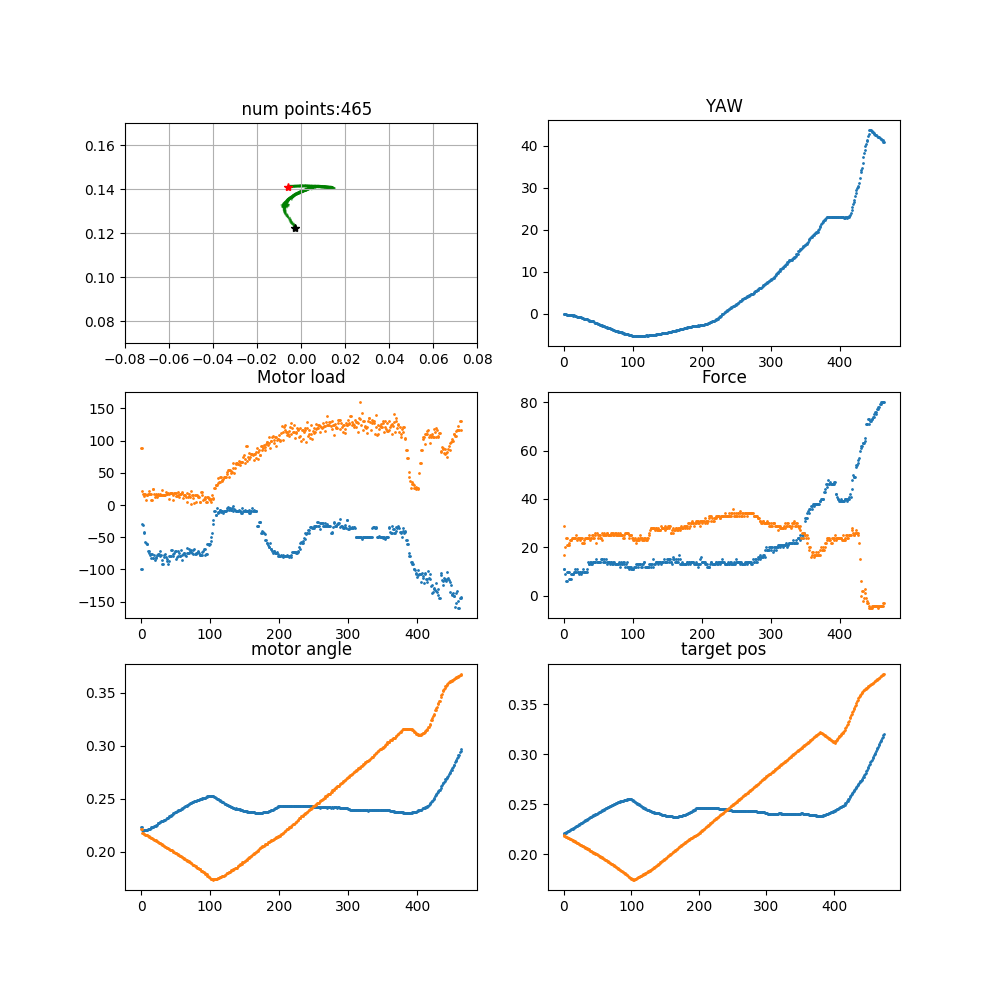 num points:465
YAW
0.16
0.14
0.12
0.10
0.08
−0.08 −0.06 −0.04 −0.02 0.00 0.02 0.04 0.06 0.08
40
30
20
10
0
0 100 200 300 400
Motor load
Force
150
100
50
0
−50
−100
−150
0 100 200 300 400
80
60
40
20
0
0 100 200 300 400
motor angle
target pos
0.35
0.30
0.25
0.20
0 100 200 300 400
0.35
0.30
0.25
0.20
0 100 200 300 400